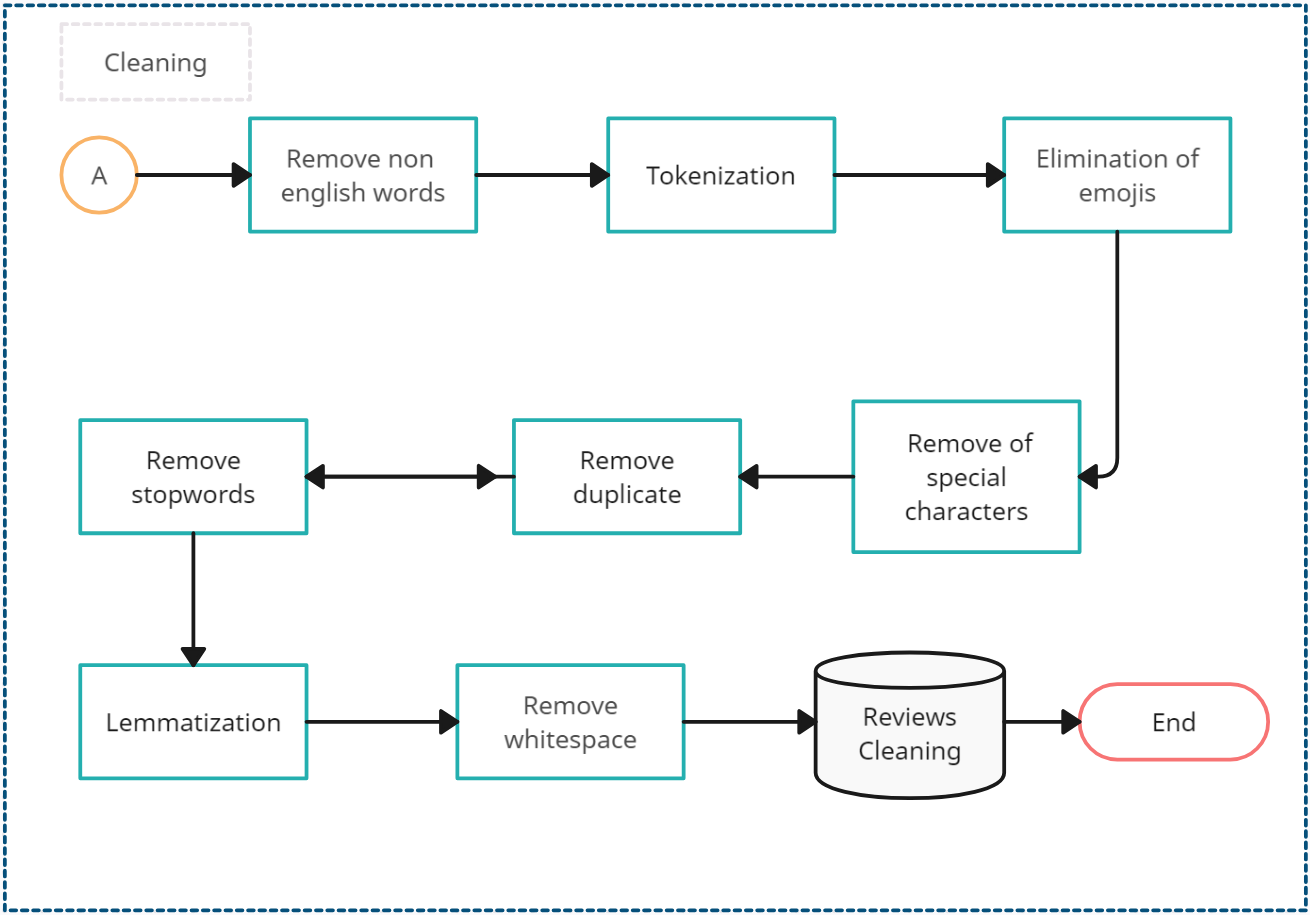 Cleaning
A
Remove non
english words
Tokenization
Elimination of
emojis
Remove
stopwords
Remove
duplicate
Remove of
special
characters
Lemmatization
Remove
whitespace
Reviews
Cleaning
End